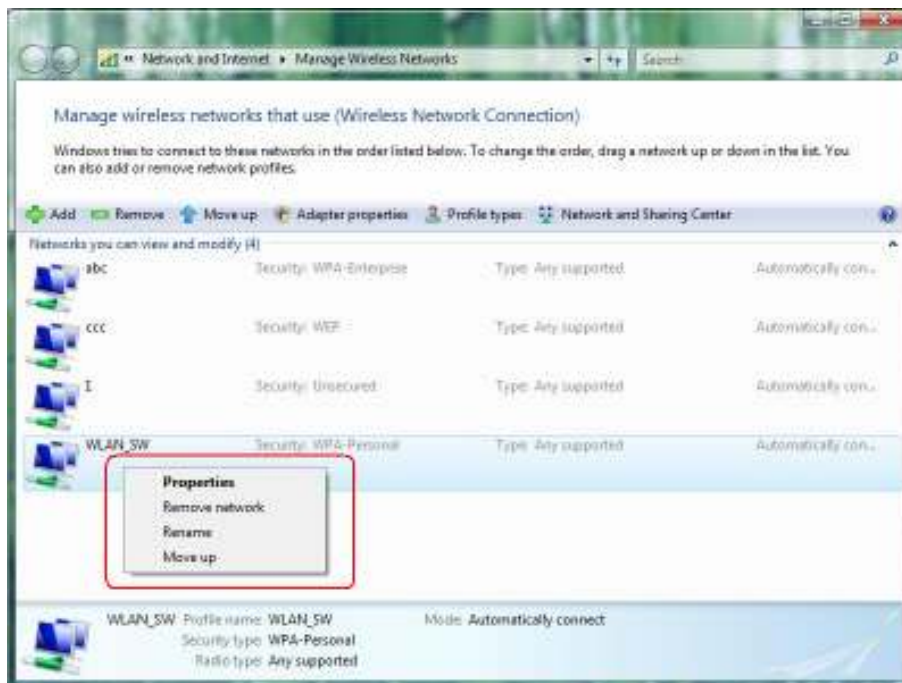 « Network and Internet ▸ Manage Wireless Networks Search
Manage wireless networks that use (Wireless Network Connection)
Windows tries to connect to these networks in the order listed below. To change the order, drag a network up or down in the list. You
can also add or remove network profiles.
Add Remove Move up Adapter properties Profile types Network and Sharing Center
Networks you can view and modify (4)
abc Security: WPA-Enterprise Type: Any supported Automatically con...
ccc Security: WEP Type: Any supported Automatically con...
I Security: Unsecured Type: Any supported Automatically con...
WLAN_SW Security: WPA-Personal Type: Any supported Automatically con...
Properties
Remove network
Rename
Move up
WLAN_SW Profile name: WLAN_SW Mode: Automatically connect
Security type: WPA-Personal
Radio type: Any supported